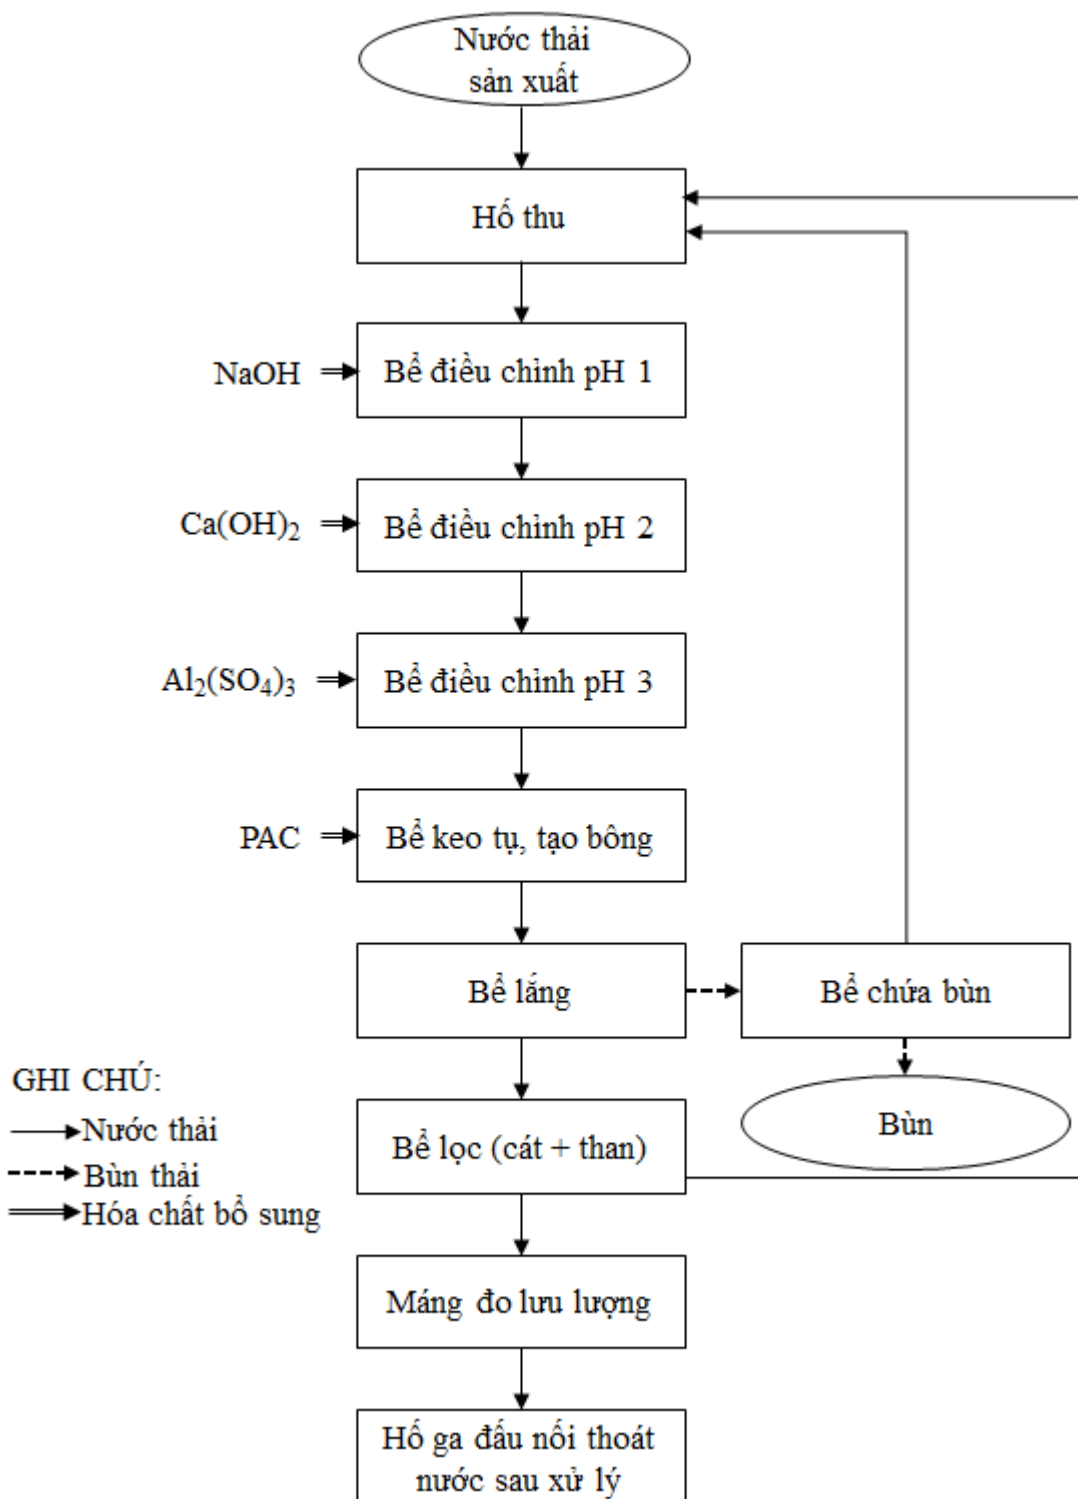 Nước thải
sản xuất
Hố thu
NaOH
Bể điều chỉnh pH 1
Ca(OH)₂
Bể điều chỉnh pH 2
Al₂(SO₄)₃
Bể điều chỉnh pH 3
PAC
Bể keo tụ, tạo bông
Bể lắng
Bể chứa bùn
Bùn
GHI CHÚ:
Nước thải
Bùn thải
Hóa chất bổ sung
Bể lọc (cát + than)
Máng đo lưu lượng
Hố ga đấu nối thoát
nước sau xử lý